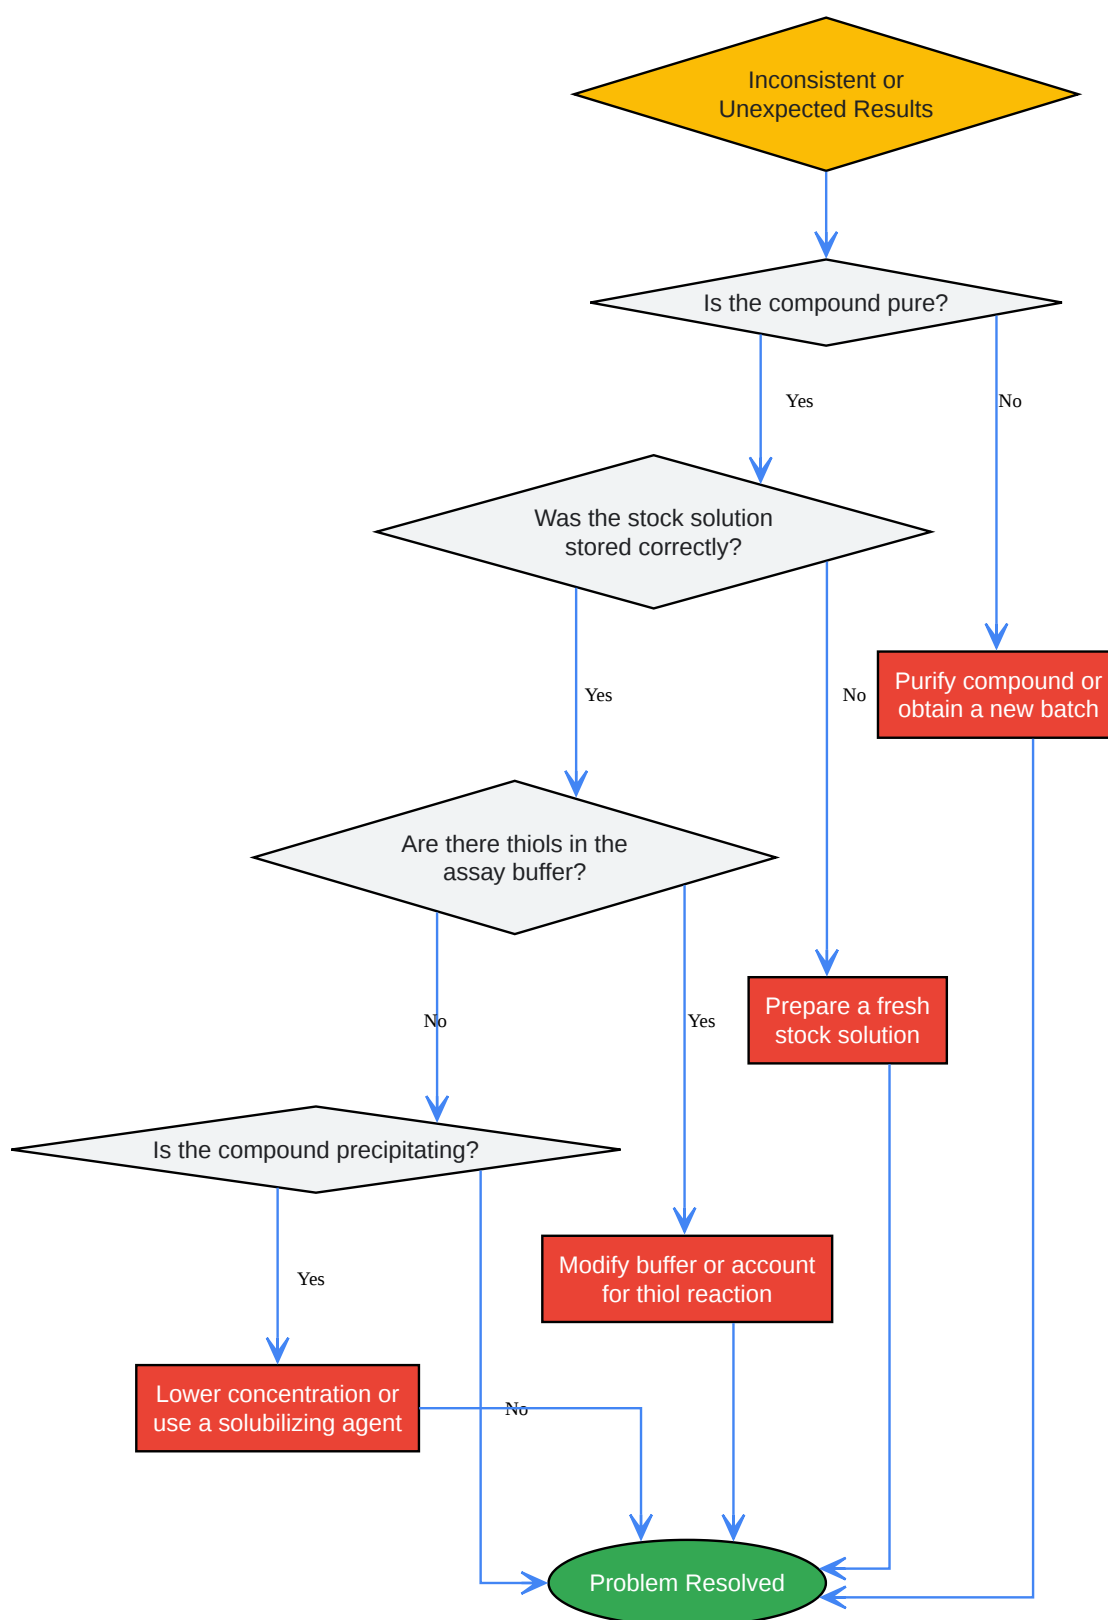 Inconsistent or
Unexpected Results
Is the compound pure?
Yes
No
Was the stock solution
stored correctly?
Purify compound or
obtain a new batch
Yes
No
Are there thiols in the
assay buffer?
Prepare a fresh
stock solution
No
Yes
Is the compound precipitating?
Modify buffer or account
for thiol reaction
Yes
Lower concentration or
use a solubilizing agent
No
Problem Resolved